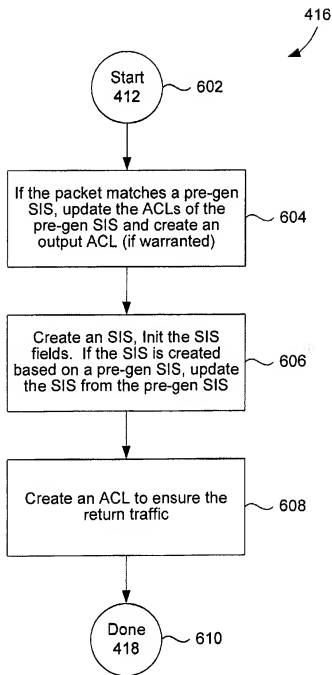 416
Start
412
602
If the packet matches a pre-gen
SIS, update the ACLs of the
pre-gen SIS and create an
output ACL (if warranted)
604
Create an SIS, Init the SIS
fields. If the SIS is created
based on a pre-gen SIS, update
the SIS from the pre-gen SIS
606
Create an ACL to ensure the
return traffic
608
Done
418
610